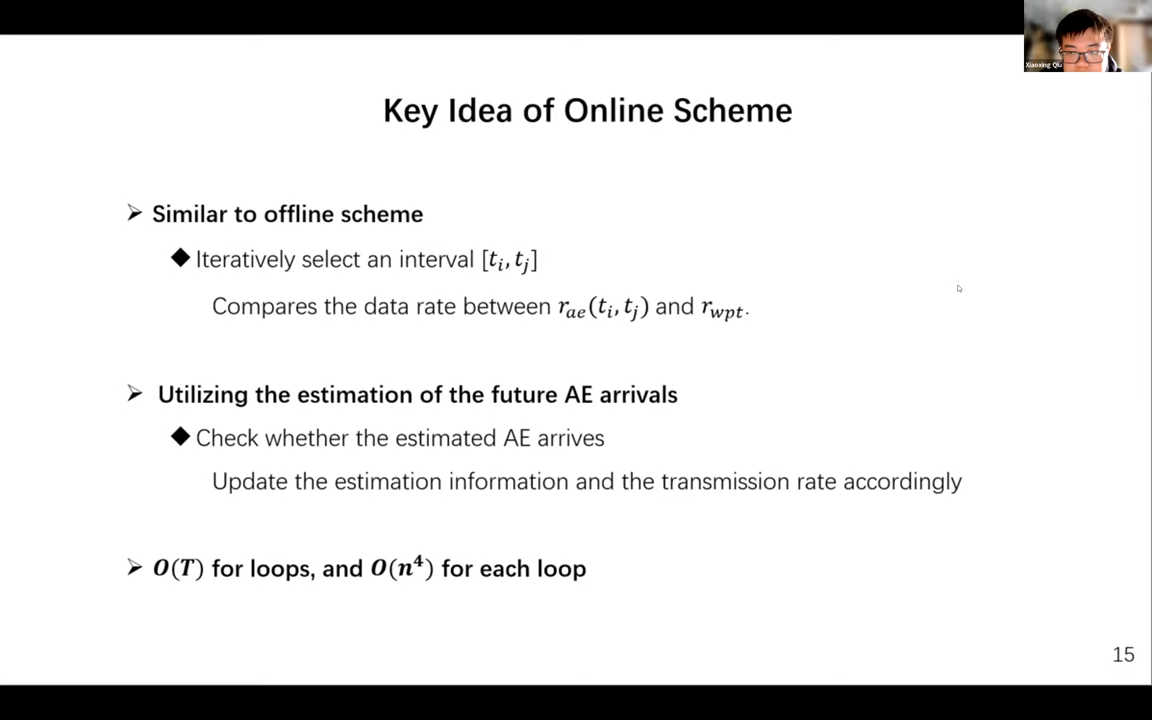 Xiaoxing Qiu
Key Idea of Online Scheme
➢ Similar to offline scheme
◆ Iteratively select an interval [t_i, t_j]
Compares the data rate between r_ae(t_i, t_j) and r_wpt.
➢ Utilizing the estimation of the future AE arrivals
◆ Check whether the estimated AE arrives
Update the estimation information and the transmission rate accordingly
➢ O(T) for loops, and O(n⁴) for each loop
15